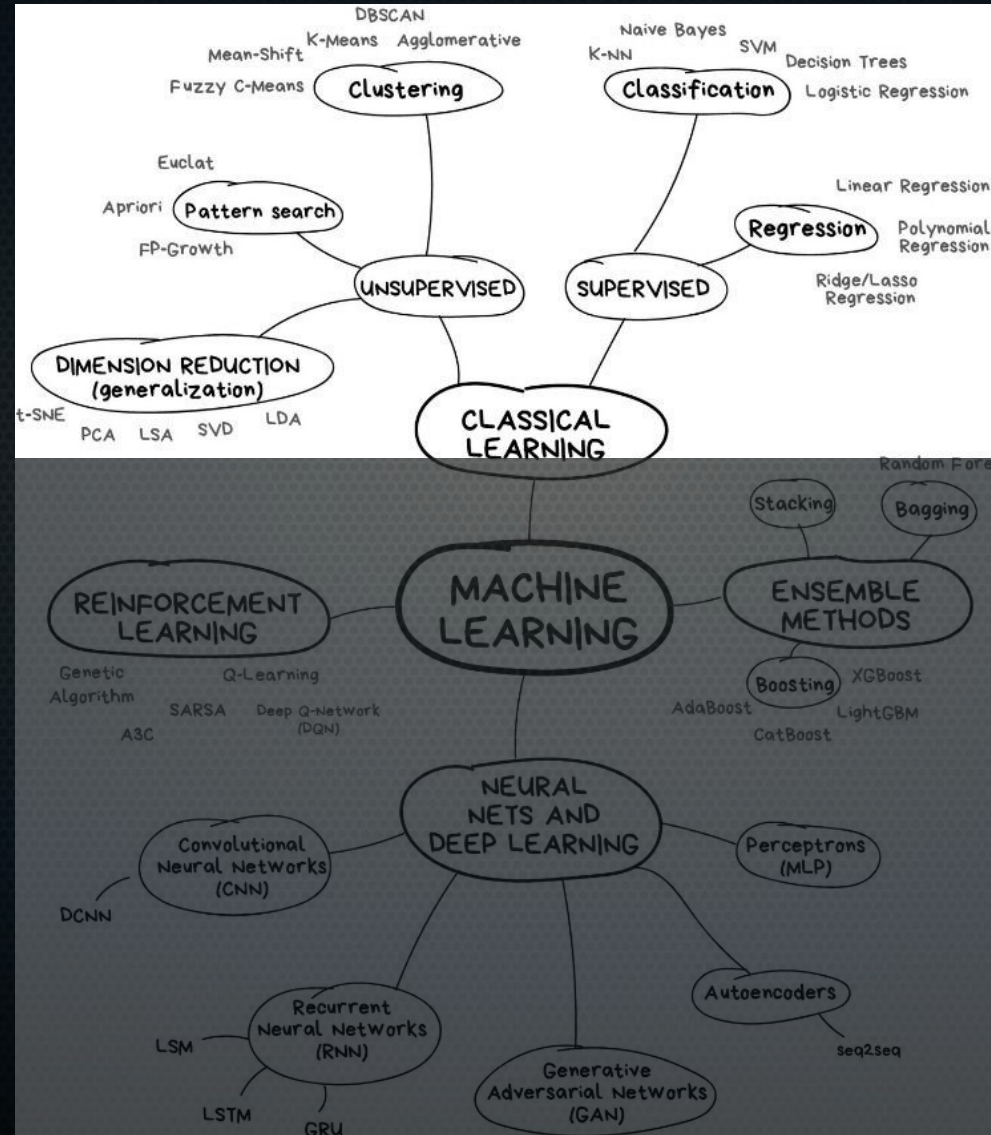 DBSCAN
K-Means
Agglomerative
Mean-Shift
Fuzzy C-Means
Clustering
Naive Bayes
K-NN
SVM
Decision Trees
Classification
Logistic Regression
Euclat
Apriori
Pattern search
FP-Growth
Linear Regression
Regression
Polynomial
Regression
Ridge/Lasso
Regression
UNSUPERVISED
SUPERVISED
DIMENSION REDUCTION
(generalization)
t-SNE
PCA
LSA
SVD
LDA
CLASSICAL
LEARNING
Random Fore
Stacking
Bagging
REINFORCEMENT
LEARNING
MACHINE
LEARNING
ENSEMBLE
METHODS
Genetic
Algorithm
Q-Learning
SARSA
Deep Q-Network
(DQN)
A3C
Boosting
XGBoost
AdaBoost
LightGBM
CatBoost
NEURAL
NETS AND
DEEP LEARNING
Convolutional
Neural Networks
(CNN)
Perceptrons
(MLP)
DCNN
Autoencoders
Recurrent
Neural Networks
(RNN)
LSM
seq2seq
Generative
Adversarial Networks
(GAN)
LSTM
GRU